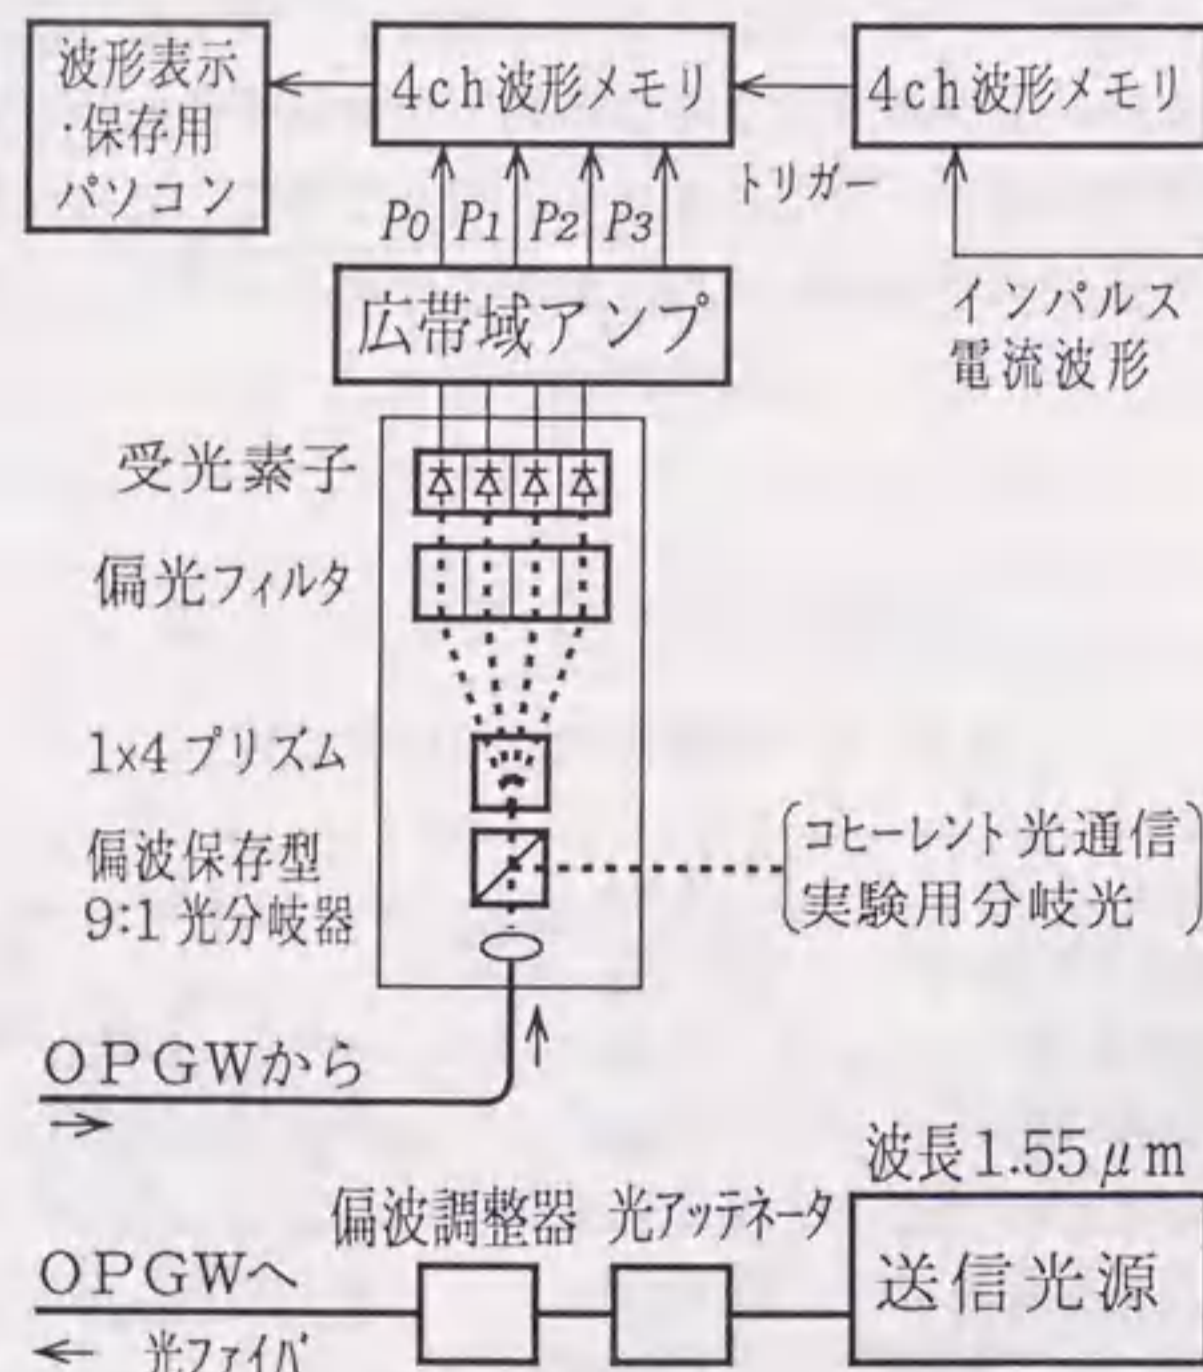 波形表示
・保存用
パソコン
4ch波形メモリ
4ch波形メモリ
トリガー
P0 P1 P2 P3
インパルス
電流波形
広帯域アンプ
受光素子
偏光フィルタ
1x4プリズム
偏波保存型
9:1光分岐器
コヒーレント光通信
実験用分岐光
OPGWから
波長1.55μm
偏波調整器 光アッテネータ
送信光源
OPGWへ
光ファイバ